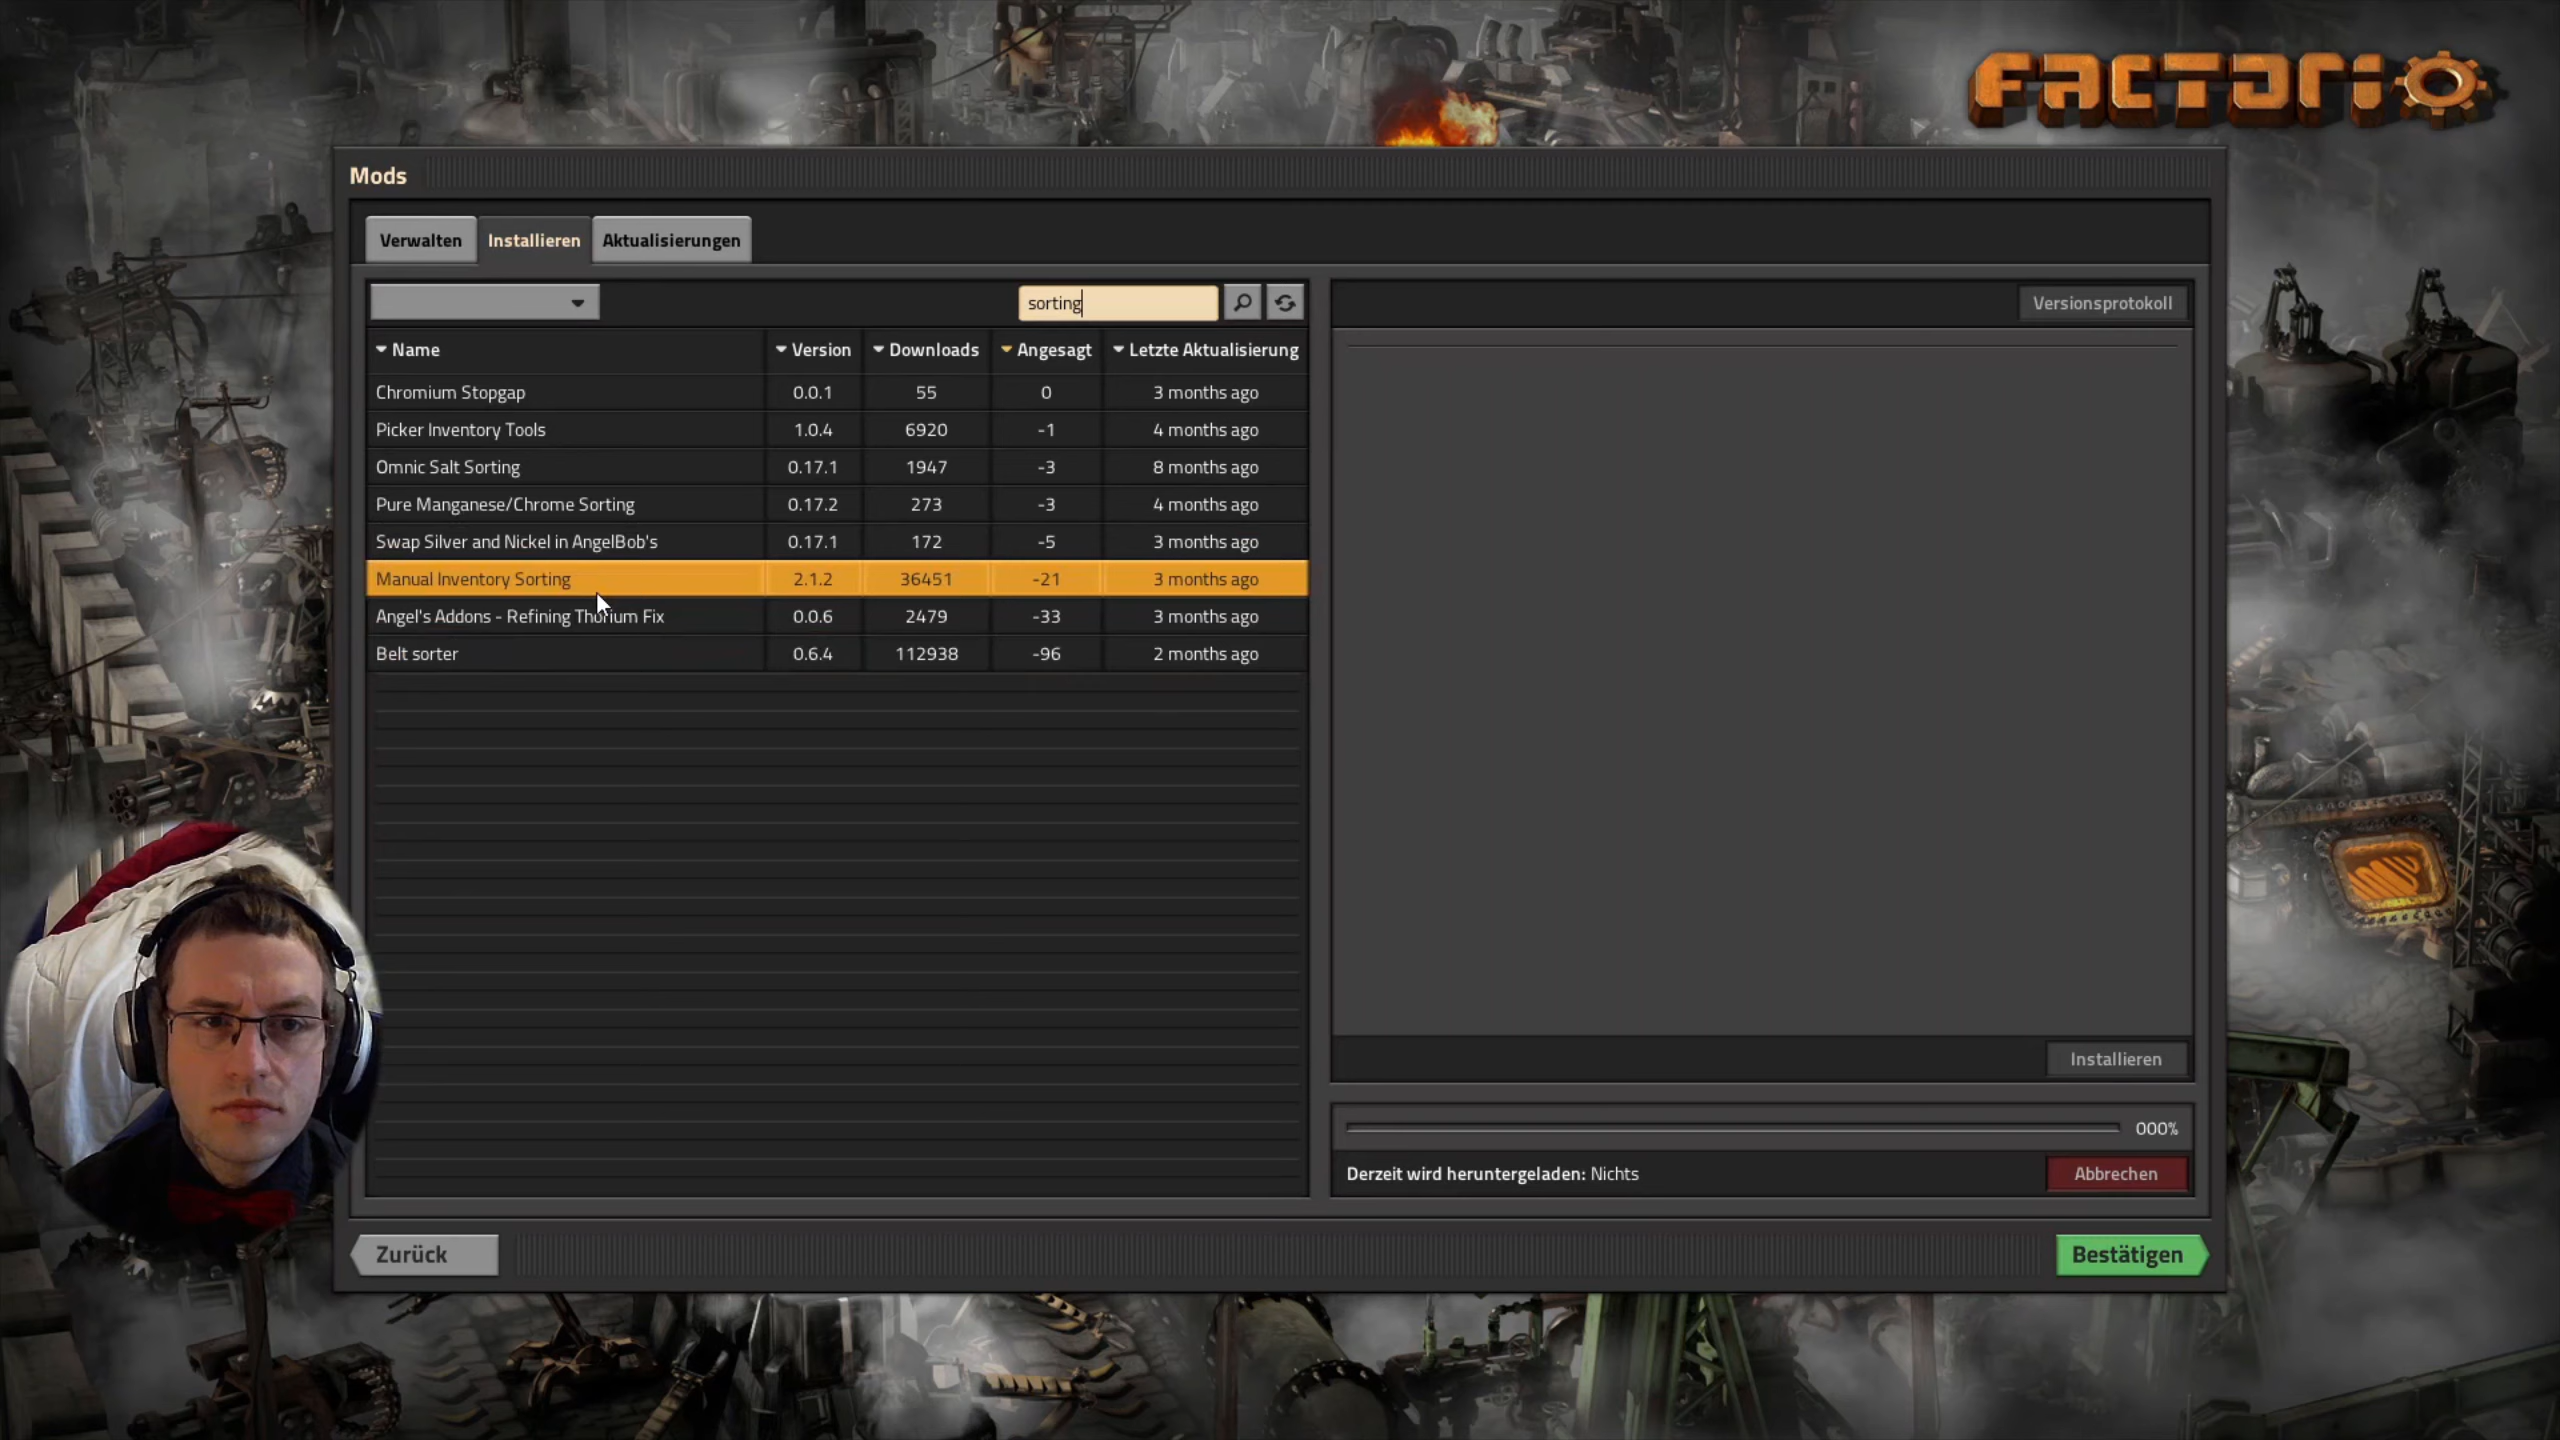 FACTORIO
Mods
Verwalten Installieren Aktualisierungen
sorting Versionsprotokoll
Name Version Downloads Angesagt Letzte Aktualisierung
Chromium Stopgap 0.0.1 55 0 3 months ago
Picker Inventory Tools 1.0.4 6920 -1 4 months ago
Omnic Salt Sorting 0.17.1 1947 -3 8 months ago
Pure Manganese/Chrome Sorting 0.17.2 273 -3 4 months ago
Swap Silver and Nickel in AngelBob's 0.17.1 172 -5 3 months ago
Manual Inventory Sorting 2.1.2 36451 -21 3 months ago
Angel's Addons - Refining Thorium Fix 0.0.6 2479 -33 3 months ago
Belt sorter 0.6.4 112938 -96 2 months ago
Installieren
000%
Derzeit wird heruntergeladen: Nichts Abbrechen
Zurück Bestätigen